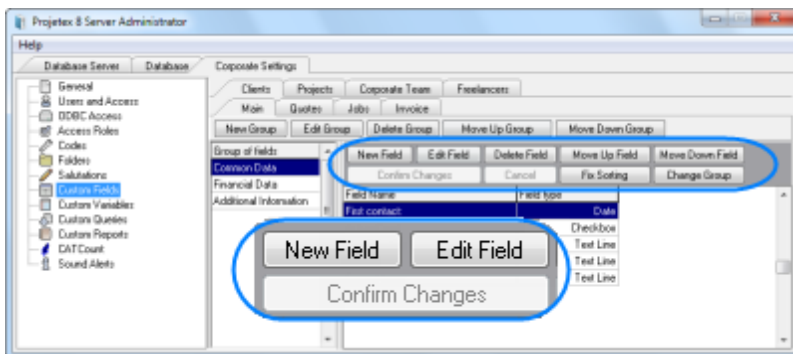 Projetex 8 Server Administrator
Help
Database Server Database Corporate Settings
General
Users and Access
ODBC Access
Access Roles
Codes
Folders
Salutations
Custom Fields
Custom Variables
Custom Queries
Custom Reports
CATCount
Sound Alerts
Clients Projects Corporate Team Freelancers
Main Quotes Jobs Invoice
New Group Edit Group Delete Group Move Up Group Move Down Group
Group of fields
Common Data
Financial Data
Additional Information
New Field Edit Field Delete Field Move Up Field Move Down Field
Confirm Changes Cancel Fix Sorting Change Group
Field Name Field type
First contact: Date
Checkbox
Text Line
Text Line
Text Line
New Field Edit Field
Confirm Changes